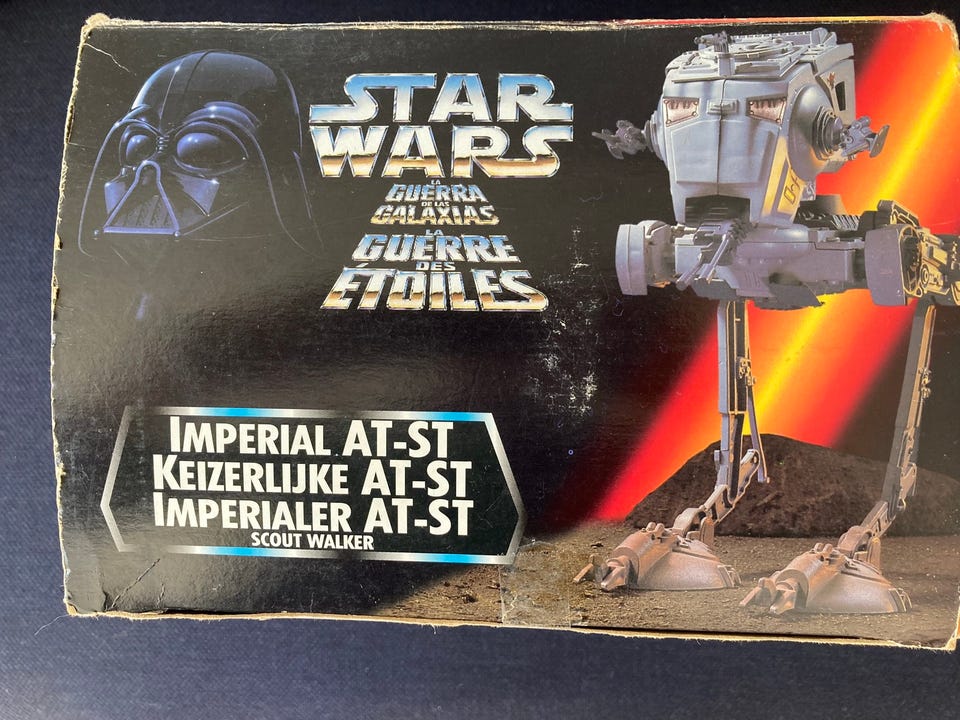 STAR
WARS
LA
GUERRA
DE LAS
GALAXIAS
LA
GUERRE
DES
ÉTOILES
IMPERIAL AT-ST
KEIZERLIJKE AT-ST
IMPERIALER AT-ST
SCOUT WALKER